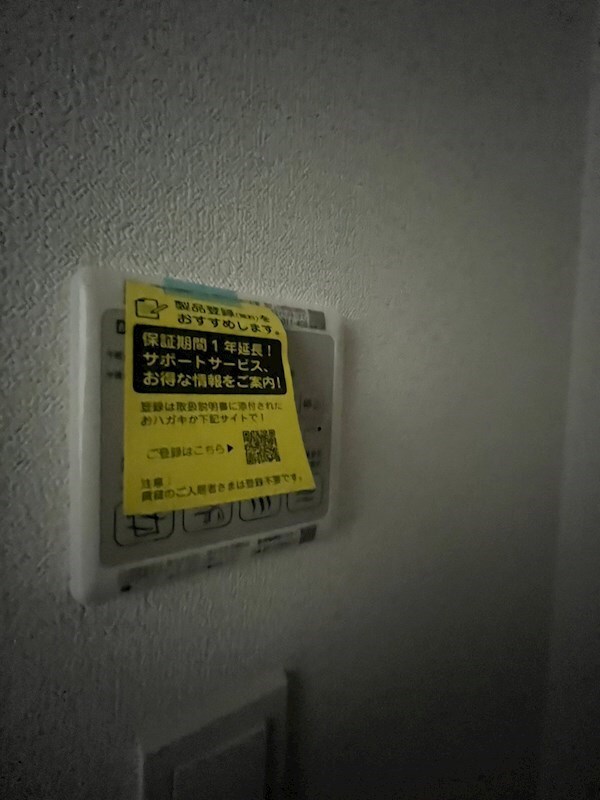 製品登録(無料)を
おすすめします。
保証期間1年延長!
サポートサービス、
お得な情報をご案内!
登録は取扱説明書に添付された
おハガキか下記サイトで!
ご登録はこちら▶
注意:
賃貸のご入居者さまは登録不要です。